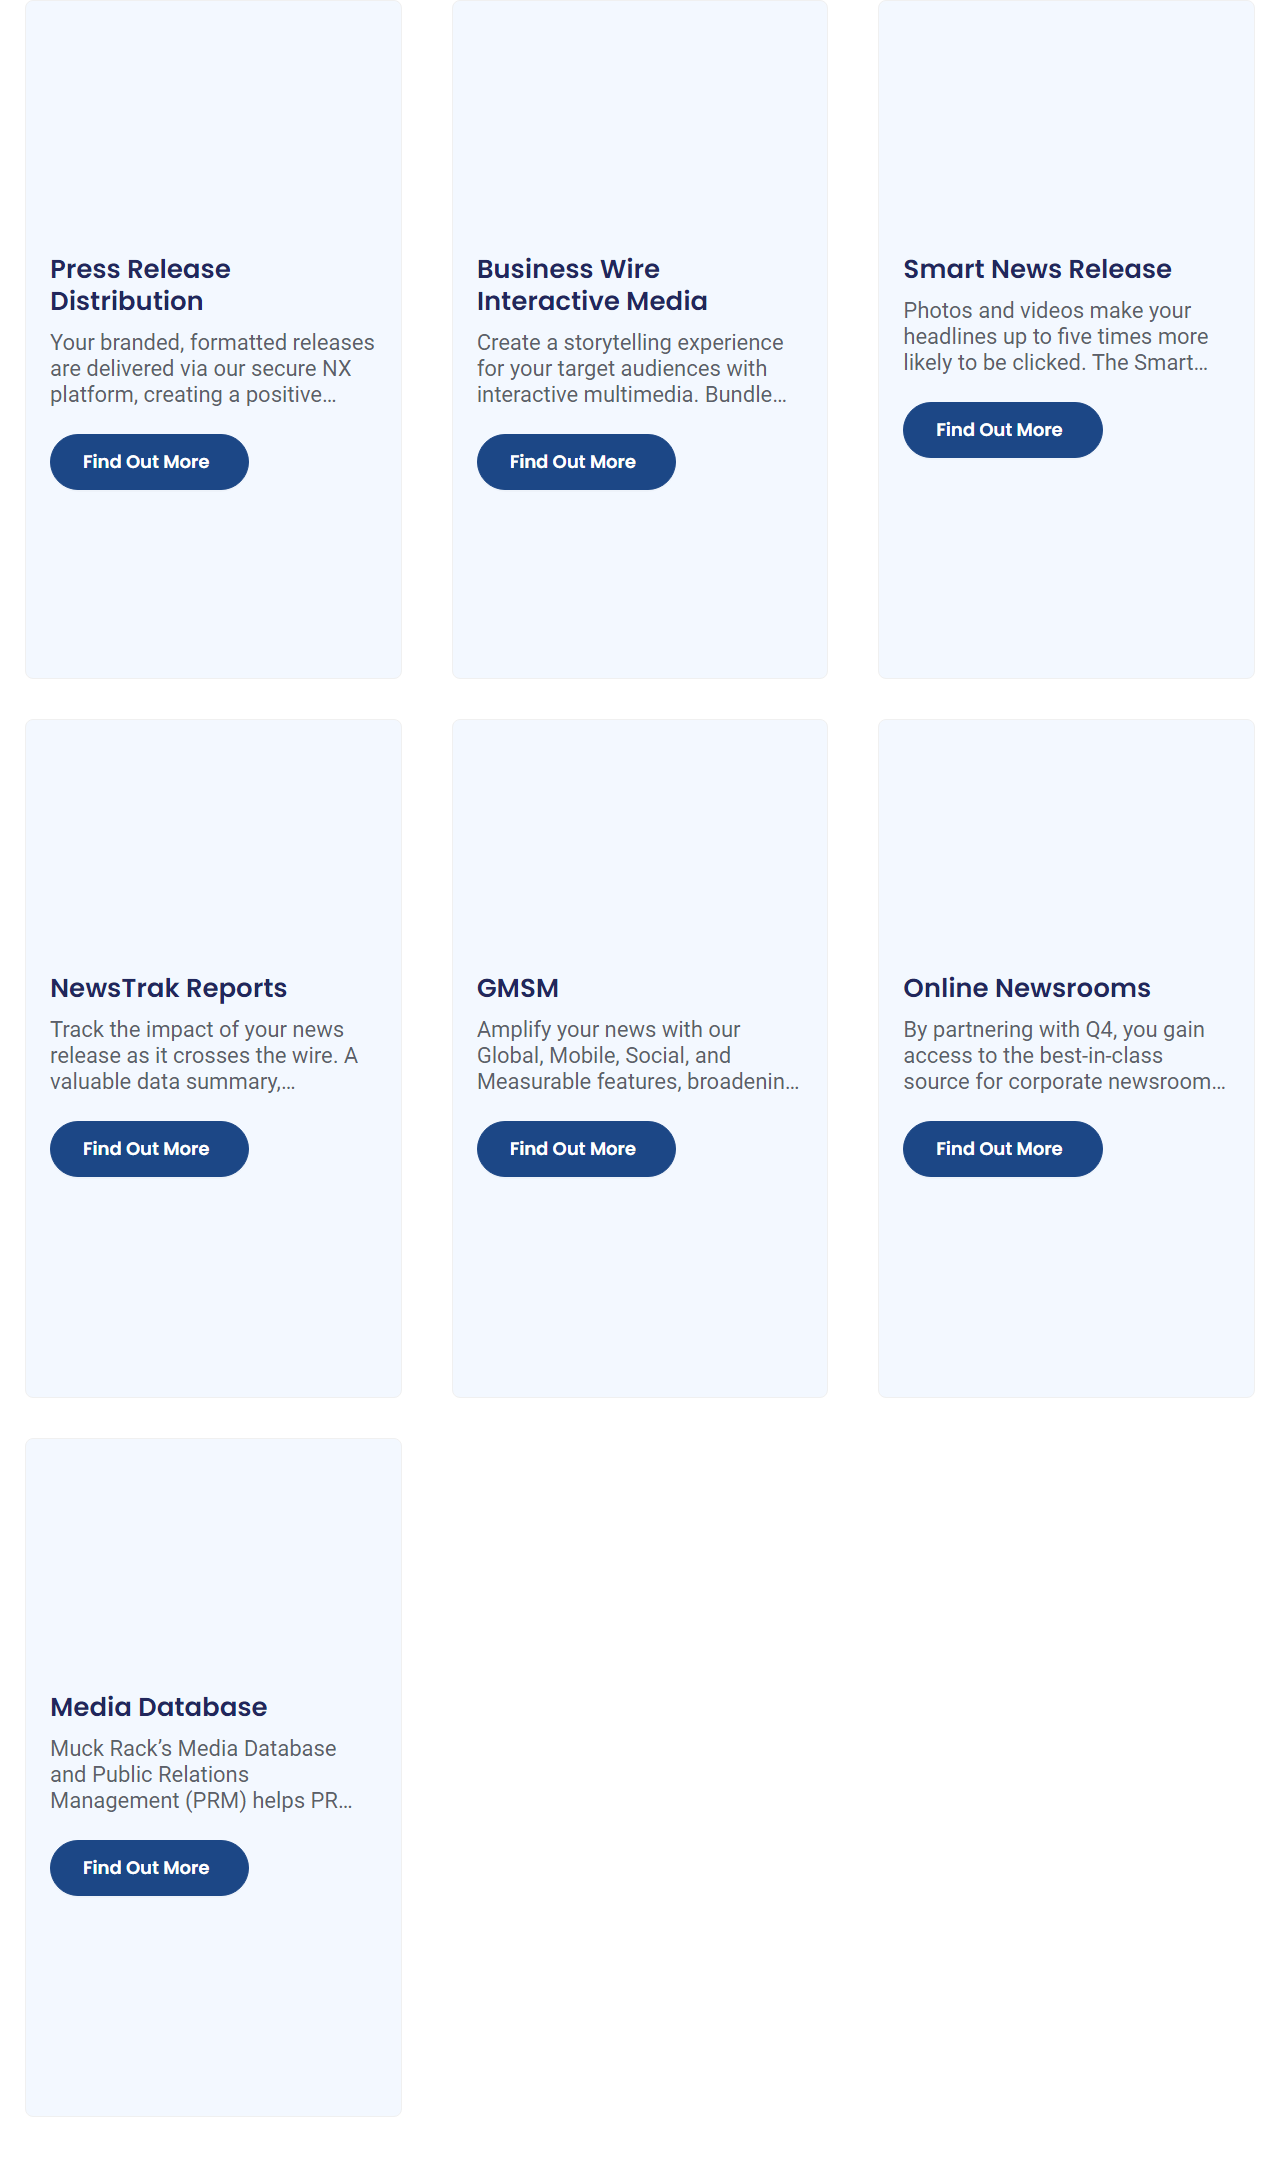 Press Release
Distribution
Your branded, formatted releases
are delivered via our secure NX
platform, creating a positive...
Find Out More
Business Wire
Interactive Media
Create a storytelling experience
for your target audiences with
interactive multimedia. Bundle...
Find Out More
Smart News Release
Photos and videos make your
headlines up to five times more
likely to be clicked. The Smart...
Find Out More
NewsTrak Reports
Track the impact of your news
release as it crosses the wire. A
valuable data summary,...
Find Out More
GMSM
Amplify your news with our
Global, Mobile, Social, and
Measurable features, broadenin...
Find Out More
Online Newsrooms
By partnering with Q4, you gain
access to the best-in-class
source for corporate newsroom...
Find Out More
Media Database
Muck Rack’s Media Database
and Public Relations
Management (PRM) helps PR...
Find Out More